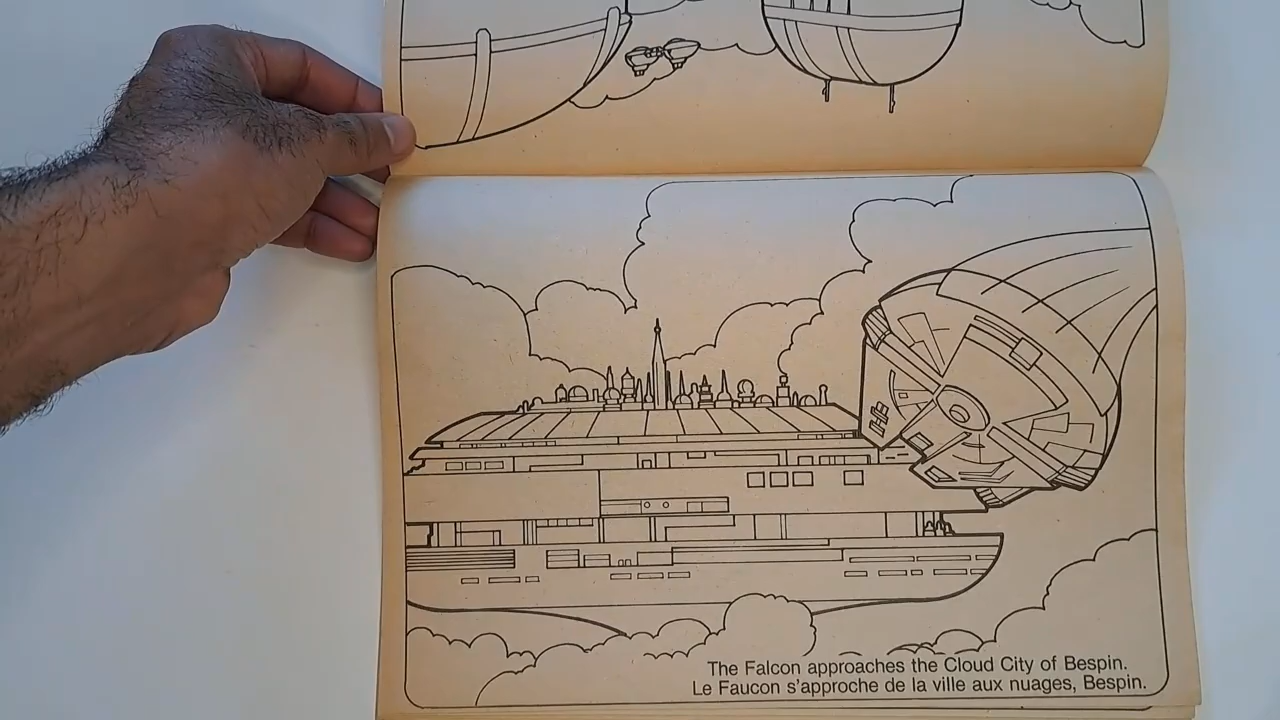 The Falcon approaches the Cloud City of Bespin.
Le Faucon s'approche de la ville aux nuages, Bespin.